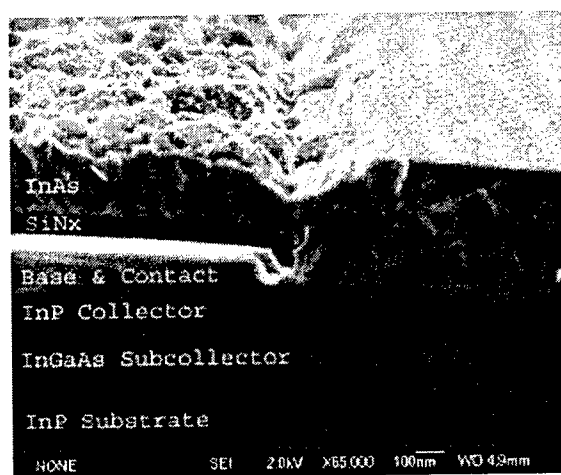 InAs
SiNx
Base & Contact
InP Collector
InGaAs Subcollector
InP Substrate
NONE SEI 2.0kV X65,000 100nm WD 4.9mm